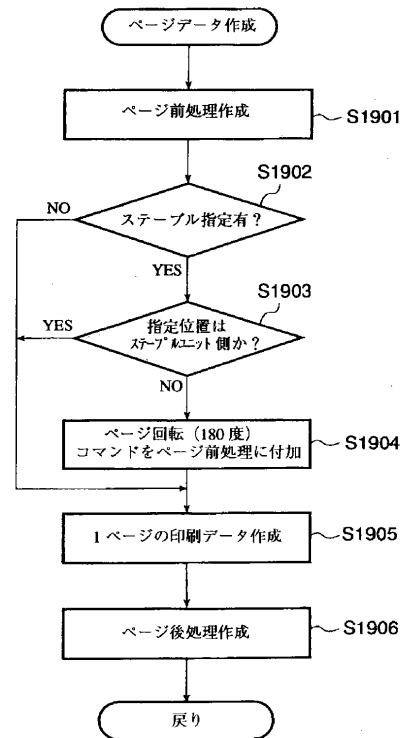 ページデータ作成
ページ前処理作成
S1901
S1902
ステープル指定有？
NO
YES
S1903
指定位置は
ステープルユニット側か？
YES
NO
ページ回転（180度）
コマンドをページ前処理に付加
S1904
1ページの印刷データ作成
S1905
ページ後処理作成
S1906
戻り